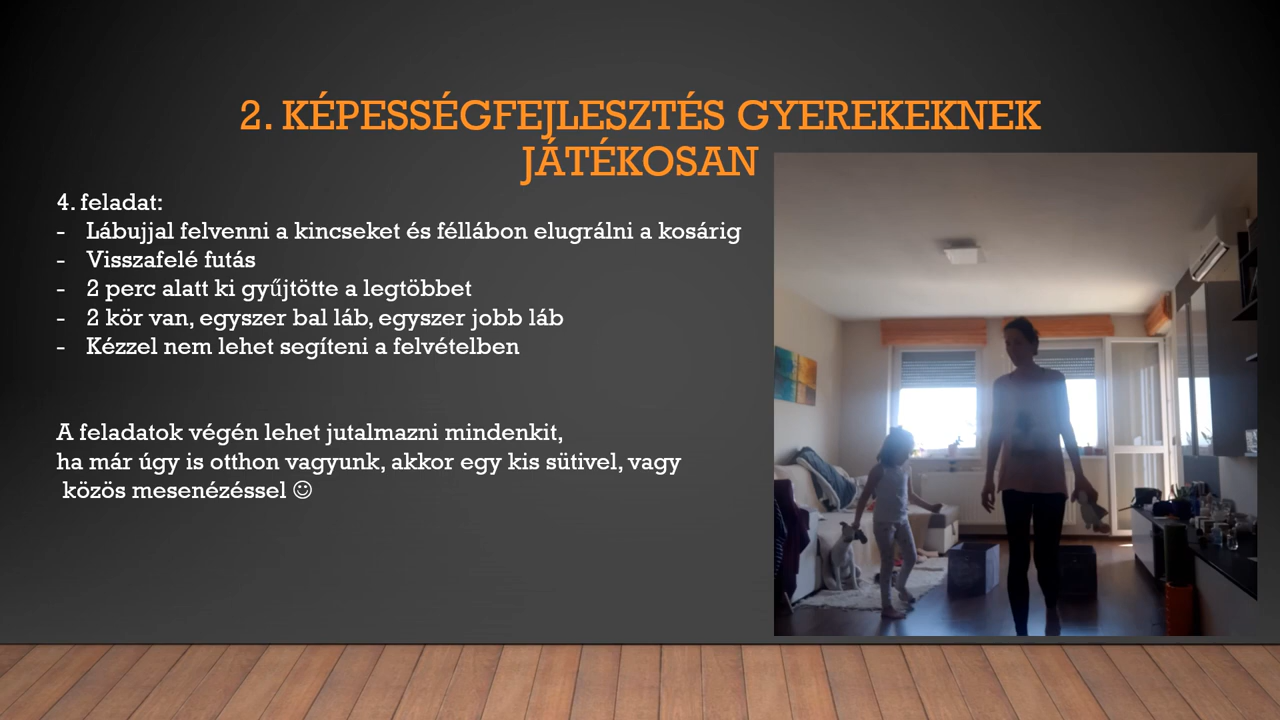 2. KÉPESSÉGFEJLESZTÉS GYEREKEKNEK
JÁTÉKOSAN
4. feladat:
- Lábujjal felvenni a kincseket és féllábon elugrálni a kosárig
- Visszafelé futás
- 2 perc alatt ki gyűjtötte a legtöbbet
- 2 kör van, egyszer bal láb, egyszer jobb láb
- Kézzel nem lehet segíteni a felvételben
A feladatok végén lehet jutalmazni mindenkit,
ha már úgy is otthon vagyunk, akkor egy kis sütivel, vagy
közös mesenézéssel ☺